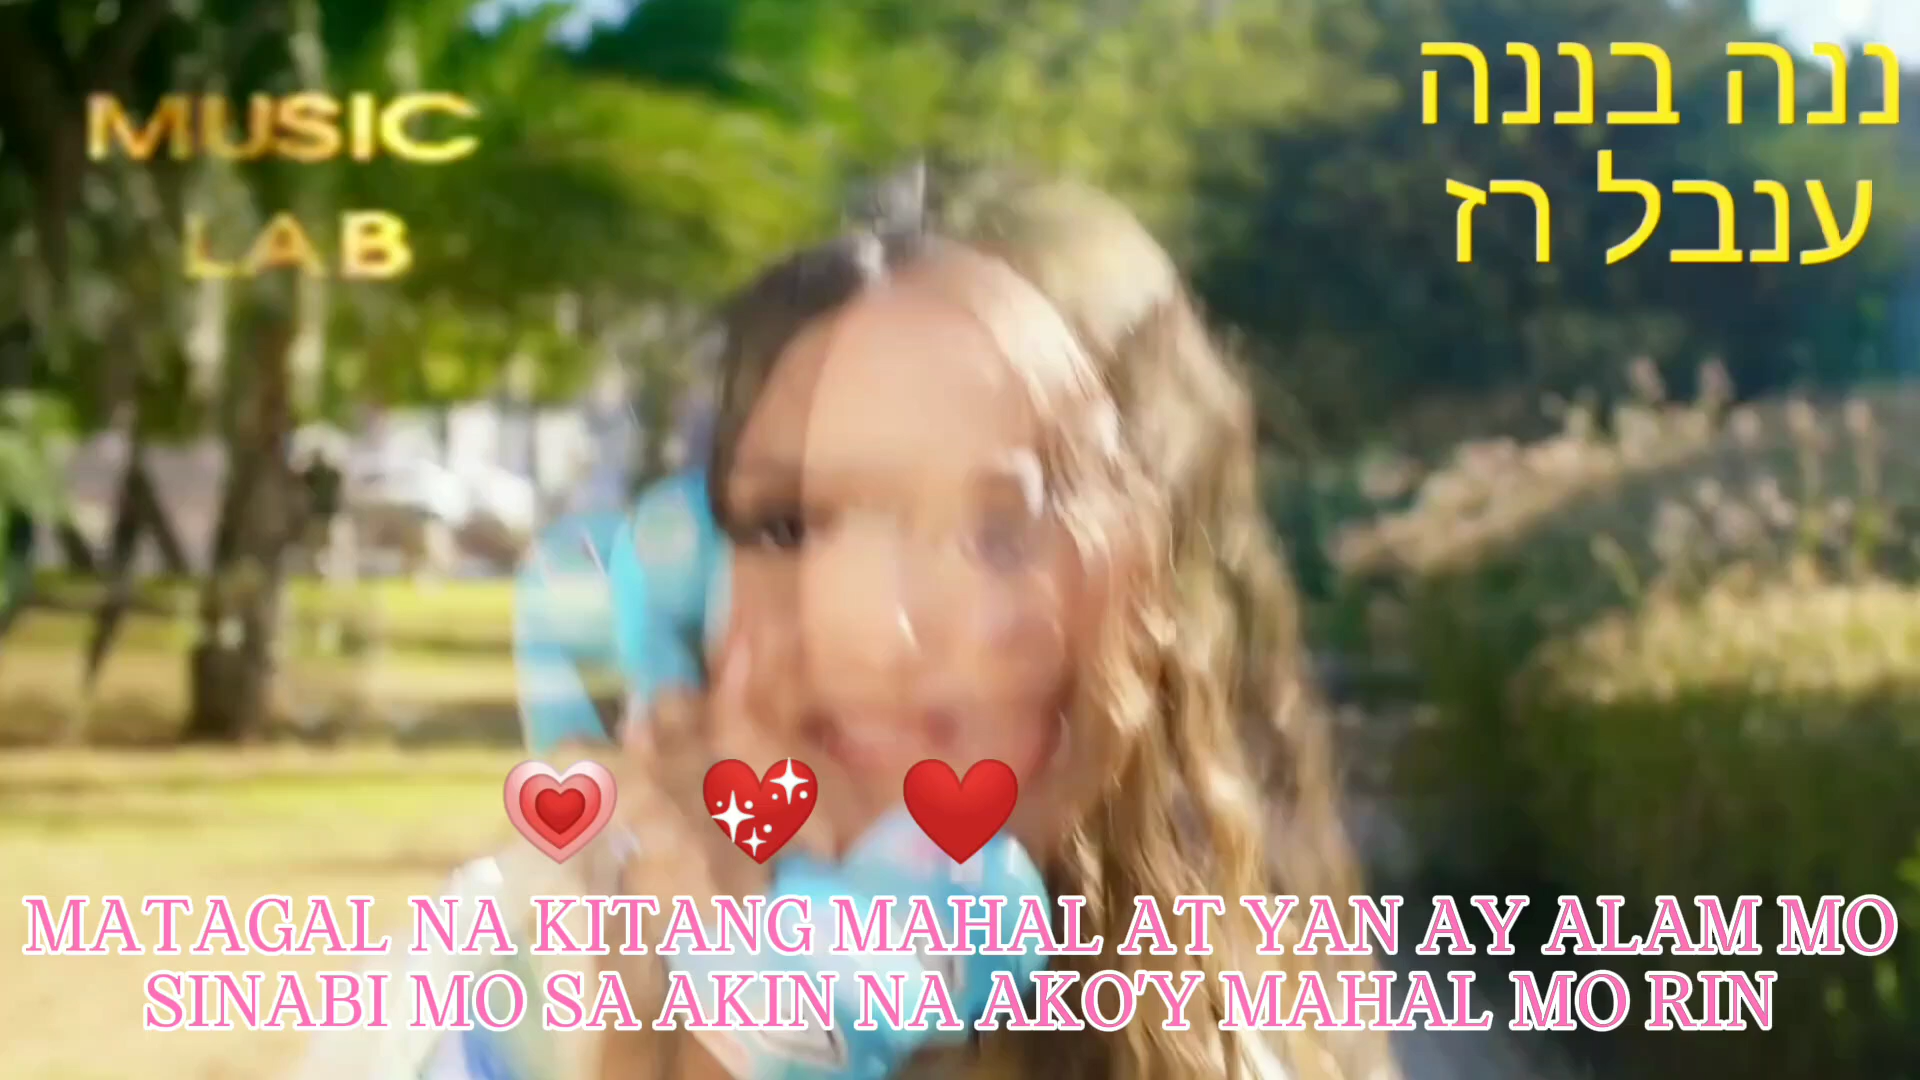 MUSIC
LAB
ננה בננה
ענבל רז
MATAGAL NA KITANG MAHAL AT YAN AY ALAM MO
SINABI MO SA AKIN NA AKO'Y MAHAL MO RIN